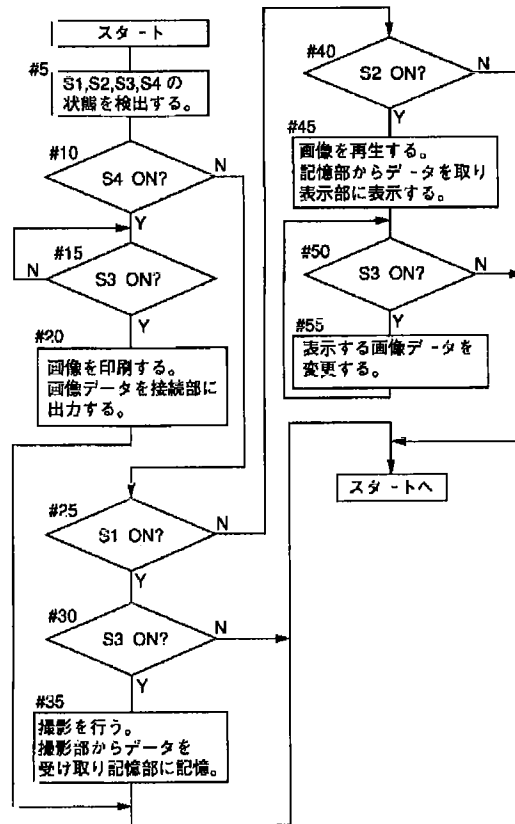 スタート
#5
S1,S2,S3,S4の
状態を検出する。
#10
S4 ON?
N
Y
#15
S3 ON?
N
Y
#20
画像を印刷する。
画像データを接続部に
出力する。
#25
S1 ON?
N
Y
#30
S3 ON?
N
Y
#35
撮影を行う。
撮影部からデータを
受け取り記憶部に記憶。
#40
S2 ON?
N
Y
#45
画像を再生する。
記憶部からデータを取り
表示部に表示する。
#50
S3 ON?
N
Y
#55
表示する画像データを
変更する。
スタートへ